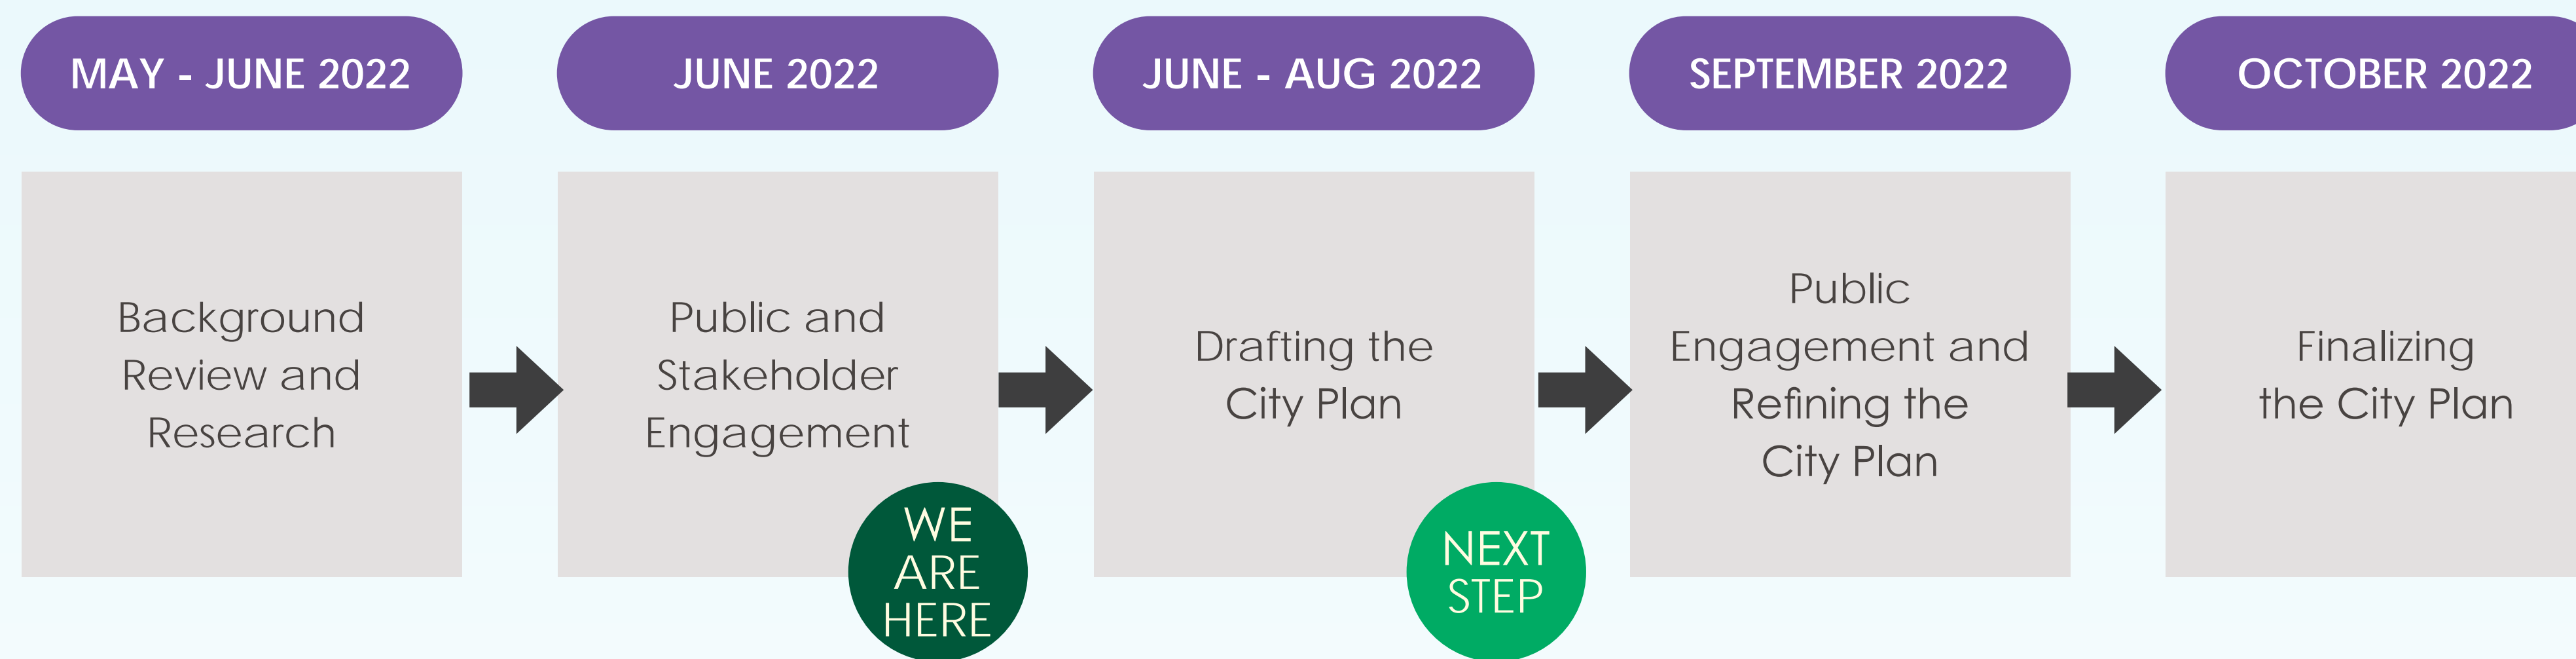 MAY - JUNE 2022
JUNE 2022
JUNE - AUG 2022
SEPTEMBER 2022
OCTOBER 2022
Background
Review and
Research
Public and
Stakeholder
Engagement
WE
ARE
HERE
Drafting the
City Plan
NEXT
STEP
Public
Engagement and
Refining the
City Plan
Finalizing
the City Plan